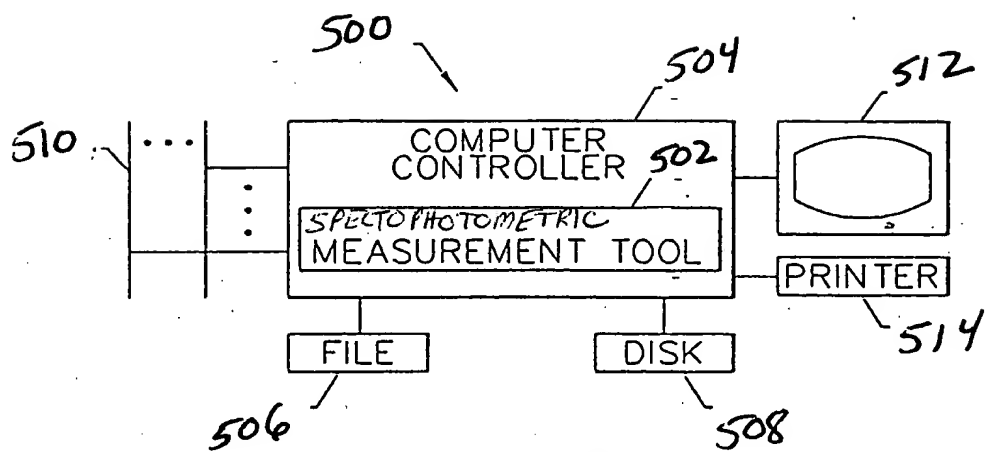 500
504
512
510
COMPUTER
CONTROLLER
502
SPECTOPHOTOMETRIC
MEASUREMENT TOOL
PRINTER
514
FILE
DISK
506
508